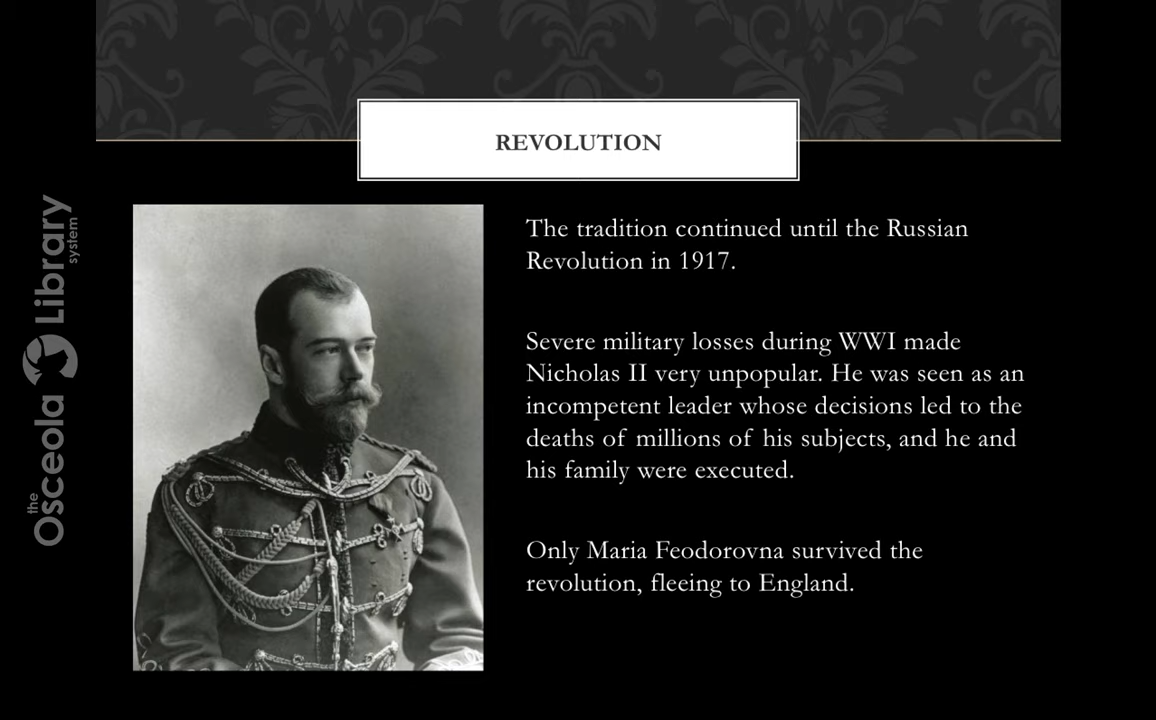 REVOLUTION
the
Osceola Library
system
The tradition continued until the Russian
Revolution in 1917.
Severe military losses during WWI made
Nicholas II very unpopular. He was seen as an
incompetent leader whose decisions led to the
deaths of millions of his subjects, and he and
his family were executed.
Only Maria Feodorovna survived the
revolution, fleeing to England.